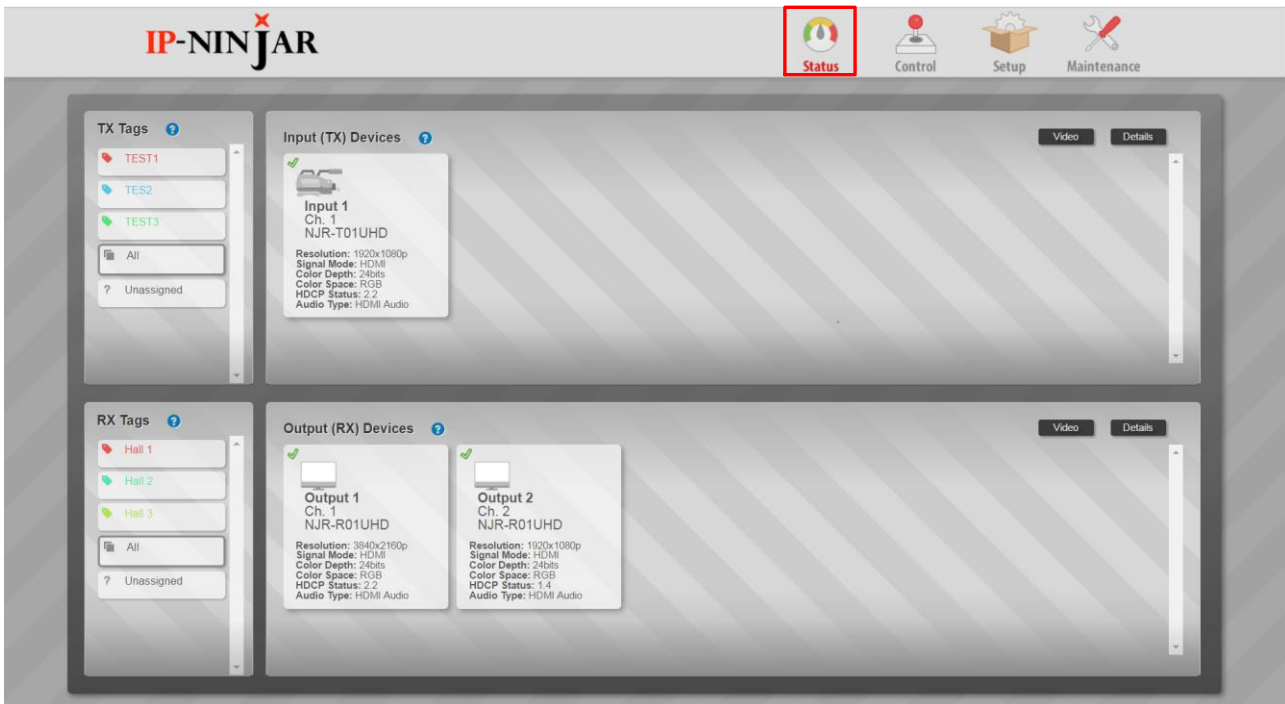 IP-NINJAR
Status
Control
Setup
Maintenance
TX Tags ?
TEST1
TES2
TEST3
All
? Unassigned
Input (TX) Devices ?
Video
Details
Input 1
Ch. 1
NJR-T01UHD
Resolution: 1920x1080p
Signal Mode: HDMI
Color Depth: 24bits
Color Space: RGB
HDCP Status: 2.2
Audio Type: HDMI Audio
RX Tags ?
Hall 1
Hall 2
Hall 3
All
? Unassigned
Output (RX) Devices ?
Video
Details
Output 1
Ch. 1
NJR-R01UHD
Resolution: 3840x2160p
Signal Mode: HDMI
Color Depth: 24bits
Color Space: RGB
HDCP Status: 2.2
Audio Type: HDMI Audio
Output 2
Ch. 2
NJR-R01UHD
Resolution: 1920x1080p
Signal Mode: HDMI
Color Depth: 24bits
Color Space: RGB
HDCP Status: 1.4
Audio Type: HDMI Audio